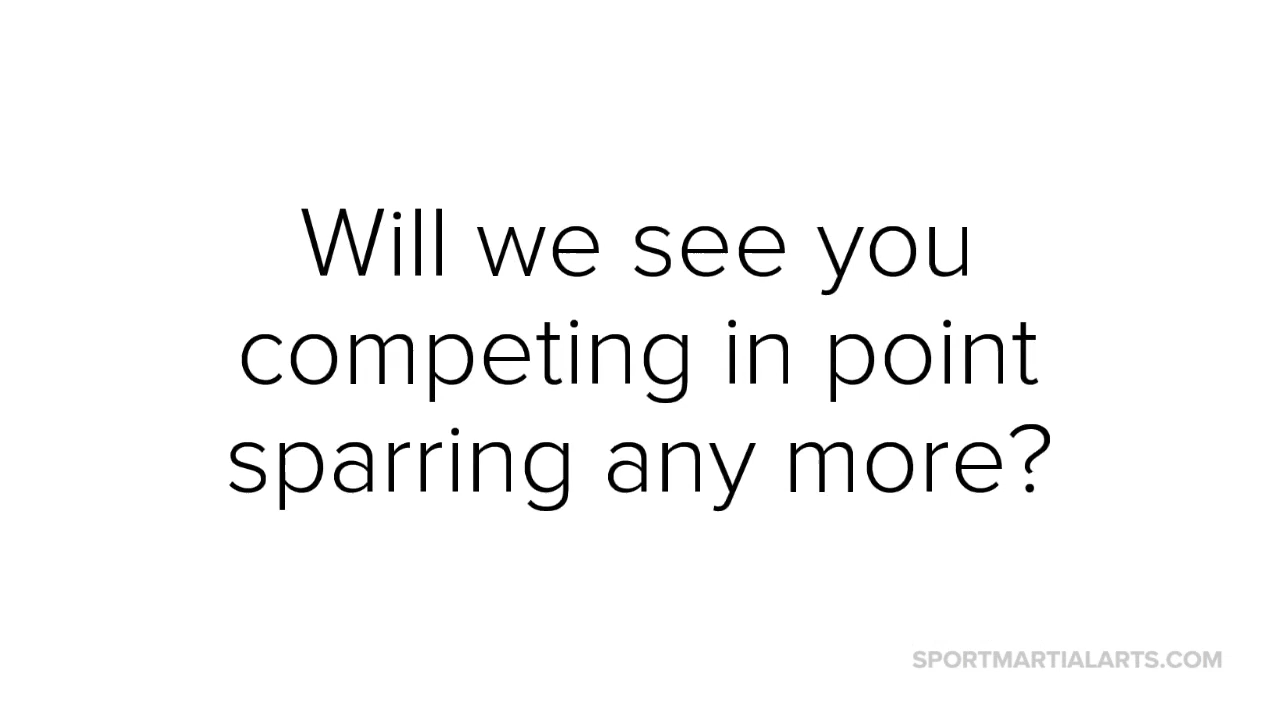 Will we see you
competing in point
sparring any more?
SPORTMARTIALARTS.COM